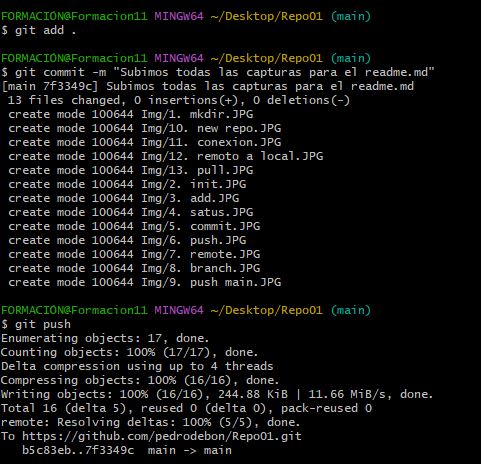 FORMACIÓN@Formacion11 MINGW64 ~/Desktop/Repo01 (main)
$ git add .
FORMACIÓN@Formacion11 MINGW64 ~/Desktop/Repo01 (main)
$ git commit -m "Subimos todas las capturas para el readme.md"
[main 7f3349c] Subimos todas las capturas para el readme.md
13 files changed, 0 insertions(+), 0 deletions(-)
create mode 100644 Img/1. mkdir.JPG
create mode 100644 Img/10. new repo.JPG
create mode 100644 Img/11. conexion.JPG
create mode 100644 Img/12. remoto a local.JPG
create mode 100644 Img/13. pull.JPG
create mode 100644 Img/2. init.JPG
create mode 100644 Img/3. add.JPG
create mode 100644 Img/4. satus.JPG
create mode 100644 Img/5. commit.JPG
create mode 100644 Img/6. push.JPG
create mode 100644 Img/7. remote.JPG
create mode 100644 Img/8. branch.JPG
create mode 100644 Img/9. push main.JPG
FORMACIÓN@Formacion11 MINGW64 ~/Desktop/Repo01 (main)
$ git push
Enumerating objects: 17, done.
Counting objects: 100% (17/17), done.
Delta compression using up to 4 threads
Compressing objects: 100% (16/16), done.
Writing objects: 100% (16/16), 244.88 KiB | 11.66 MiB/s, done.
Total 16 (delta 5), reused 0 (delta 0), pack-reused 0
remote: Resolving deltas: 100% (5/5), done.
To https://github.com/pedrodebon/Repo01.git
b5c83eb..7f3349c  main -> main